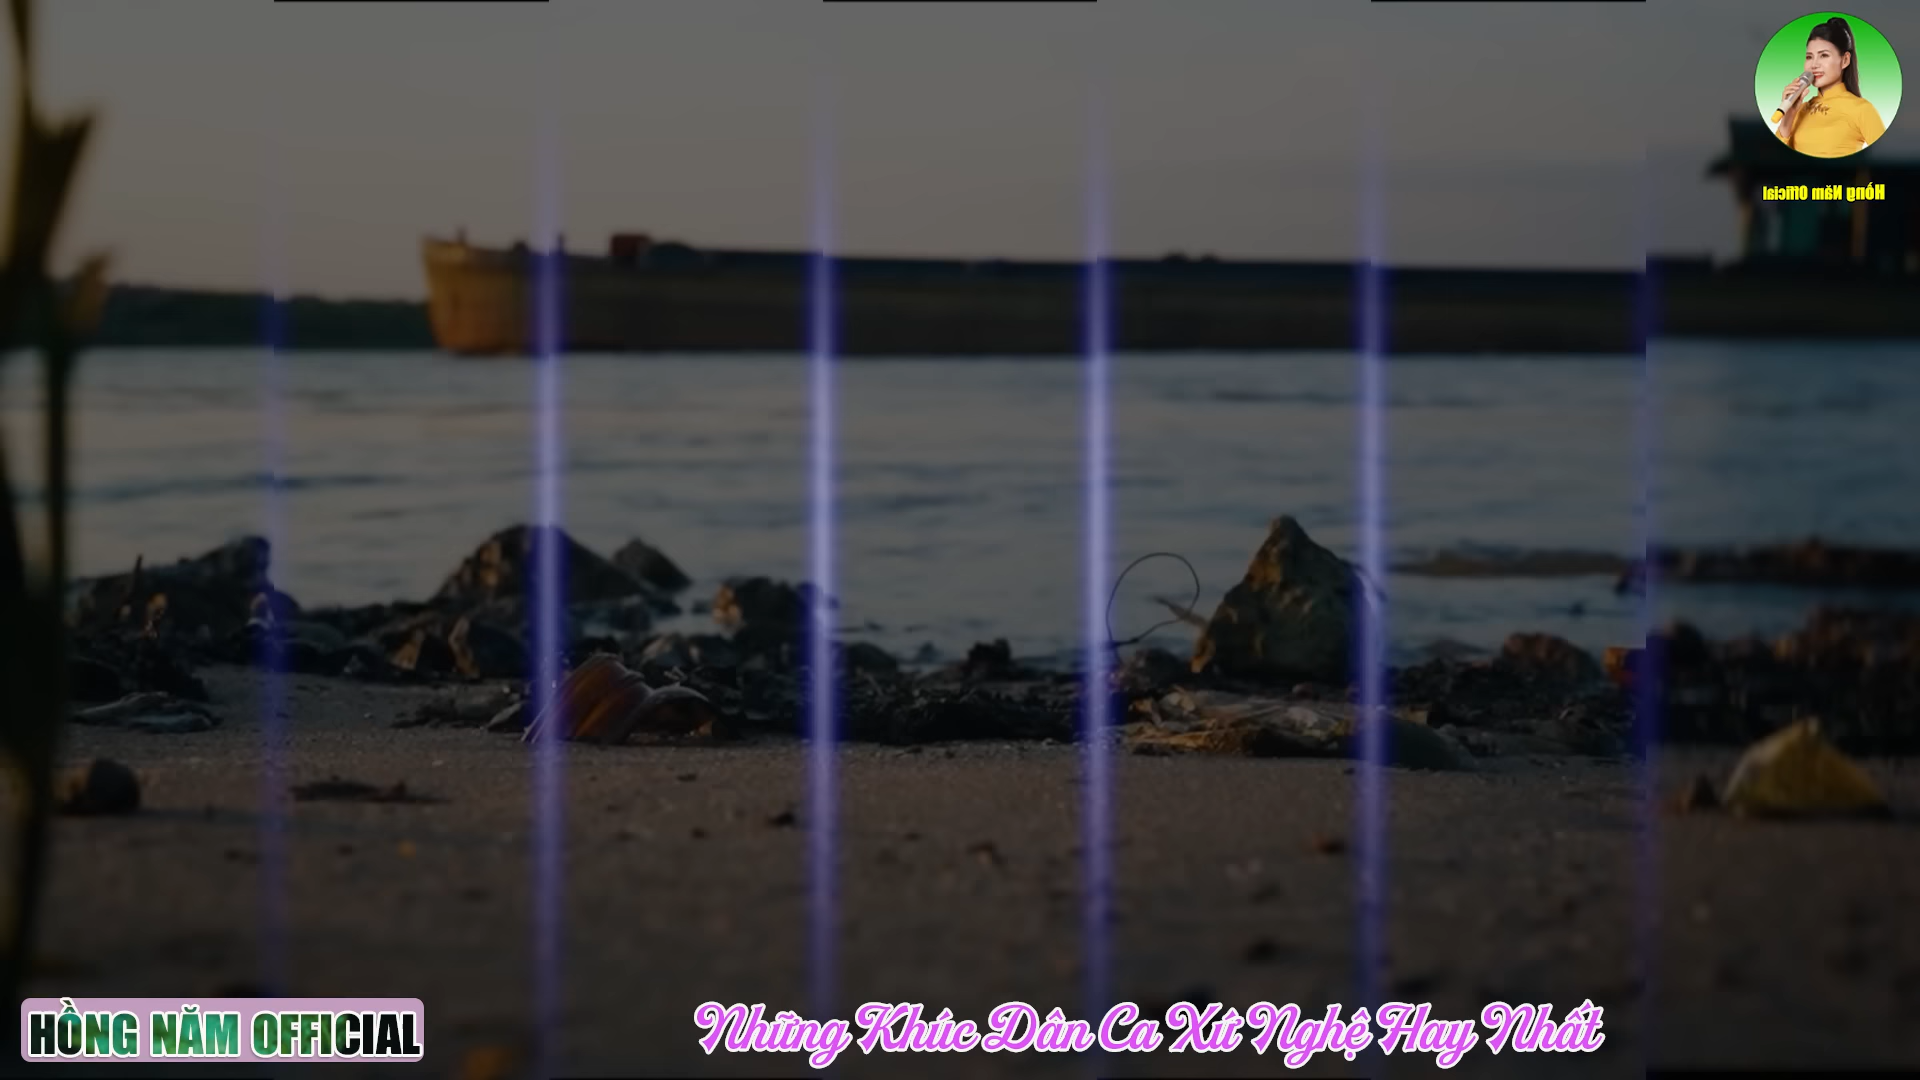 Hồng Năm Official
HỒNG NĂM OFFICIAL
Những Khúc Dân Ca Xứ Nghệ Hay Nhất